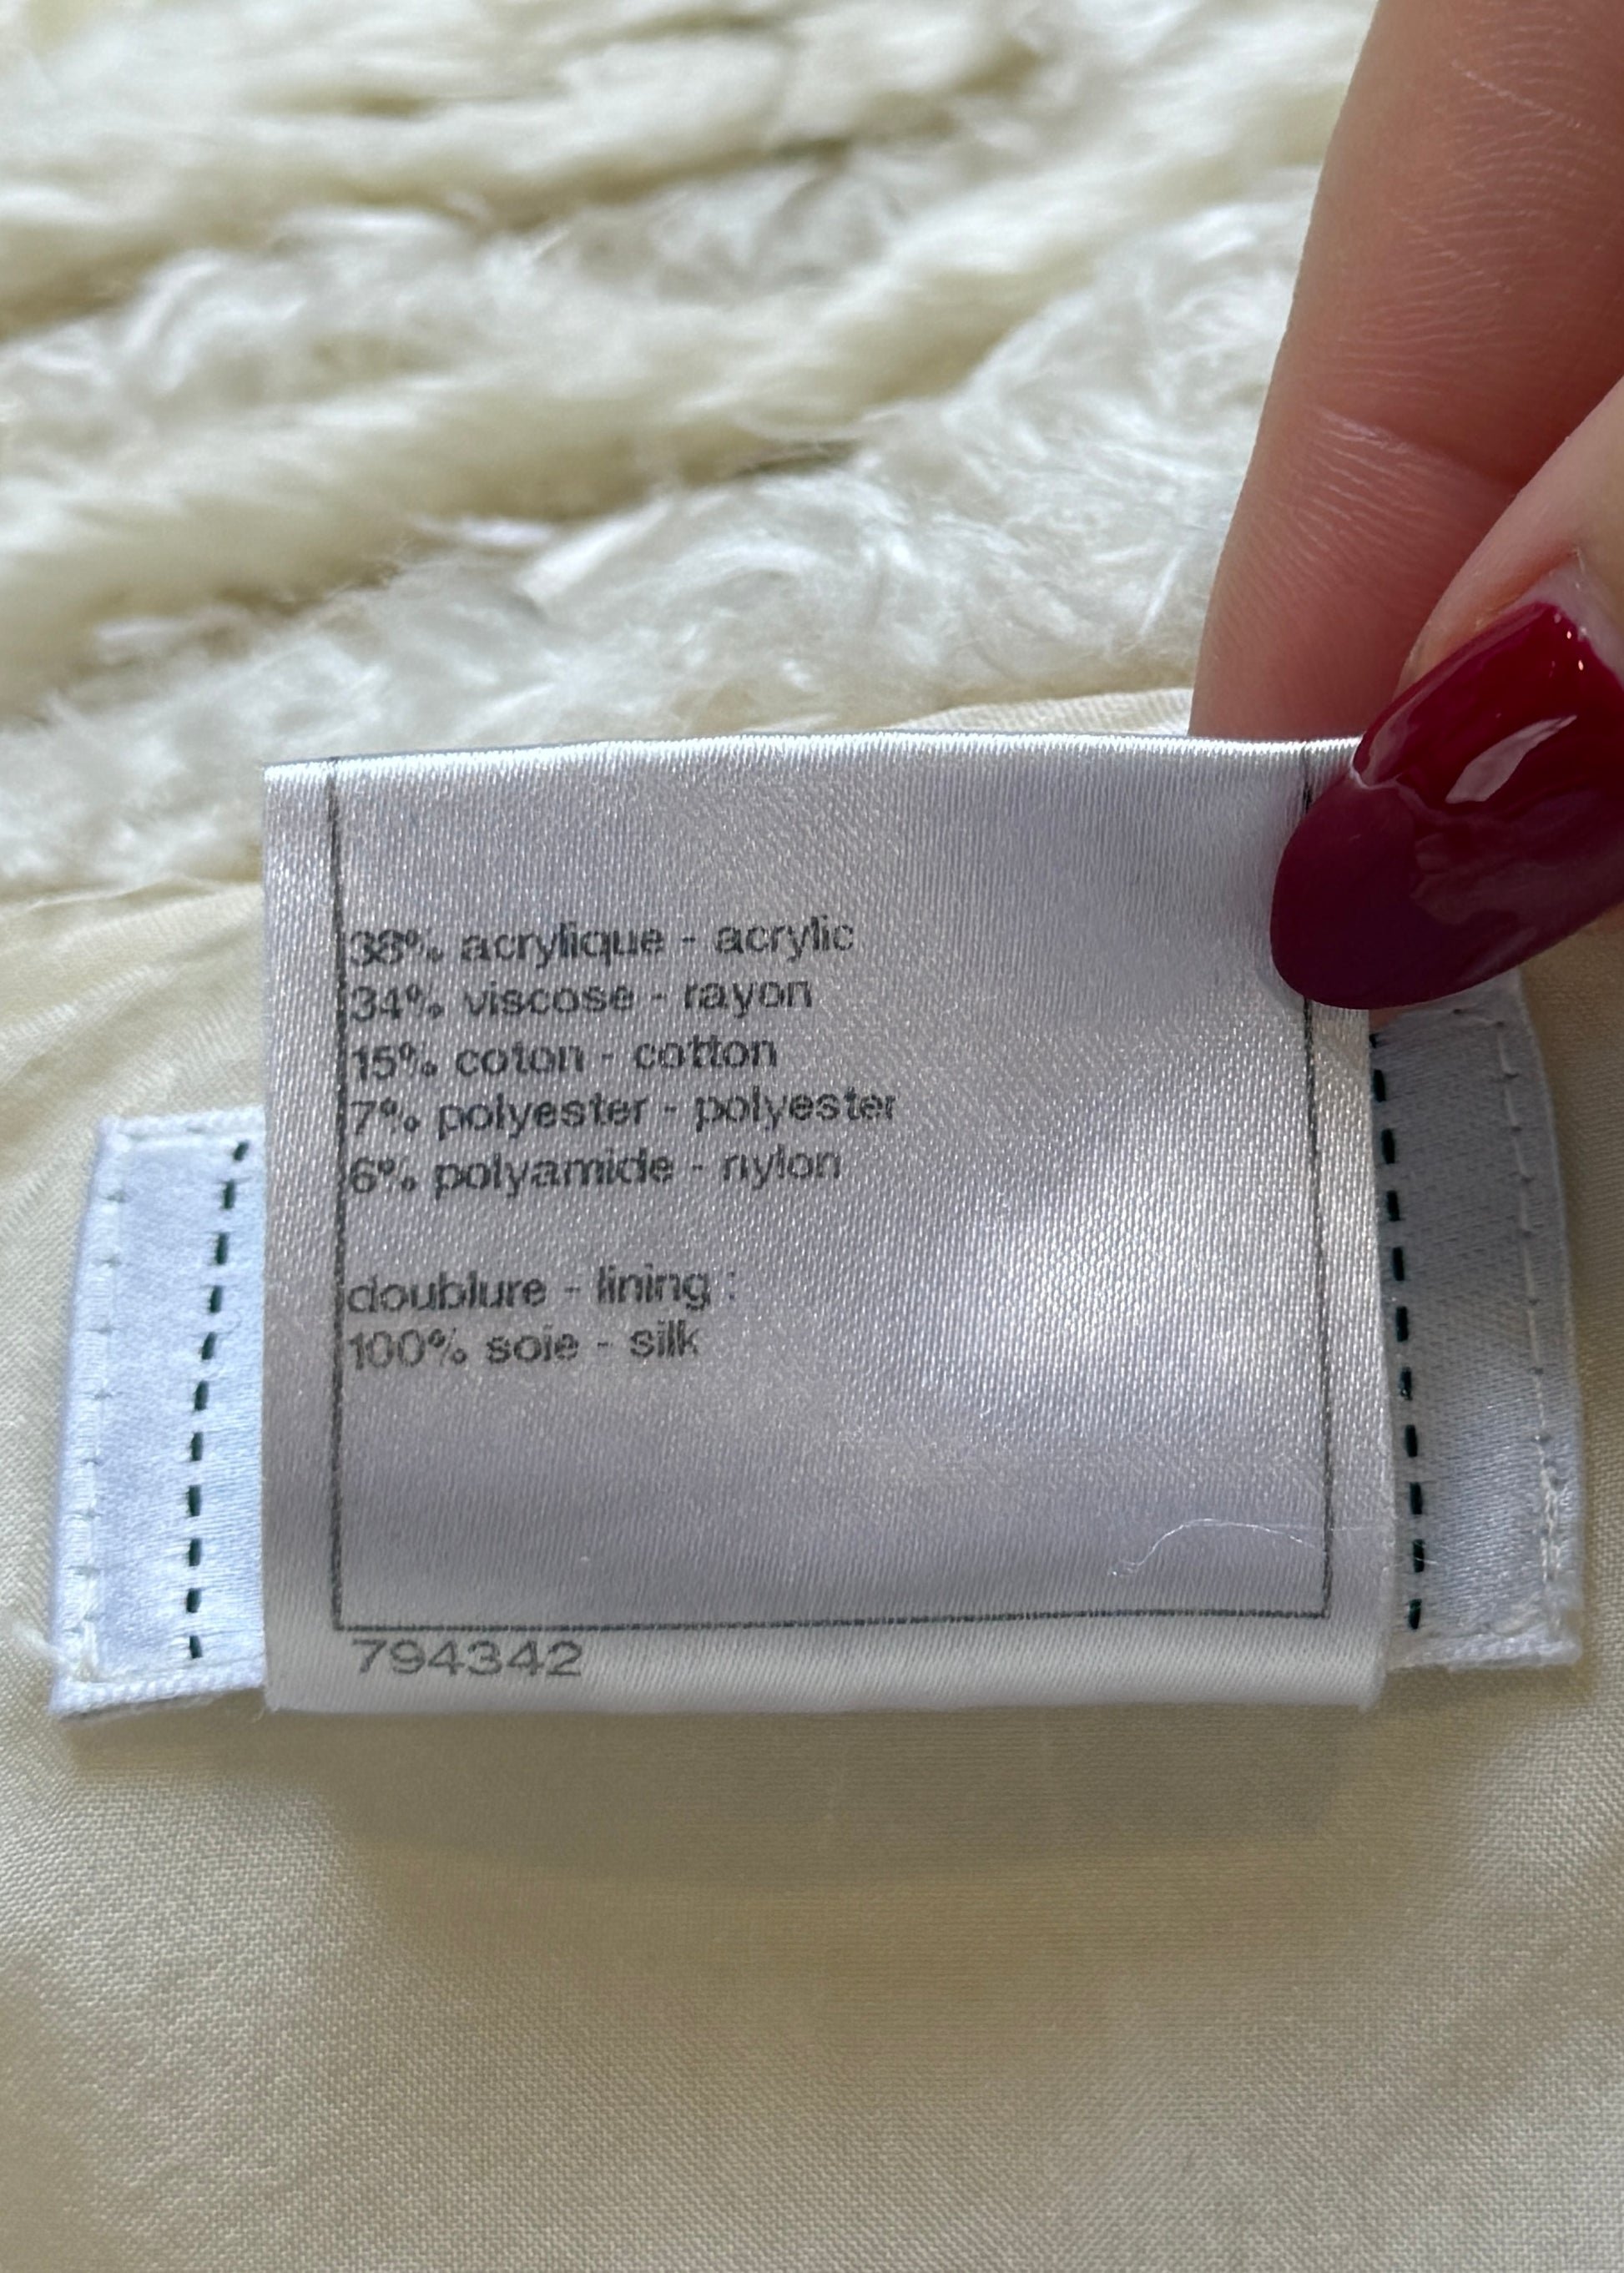 38% acrylique - acrylic
34% viscose - rayon
15% coton - cotton
7% polyester - polyester
6% polyamide - nylon
doublure - lining :
100% soie - silk
794342